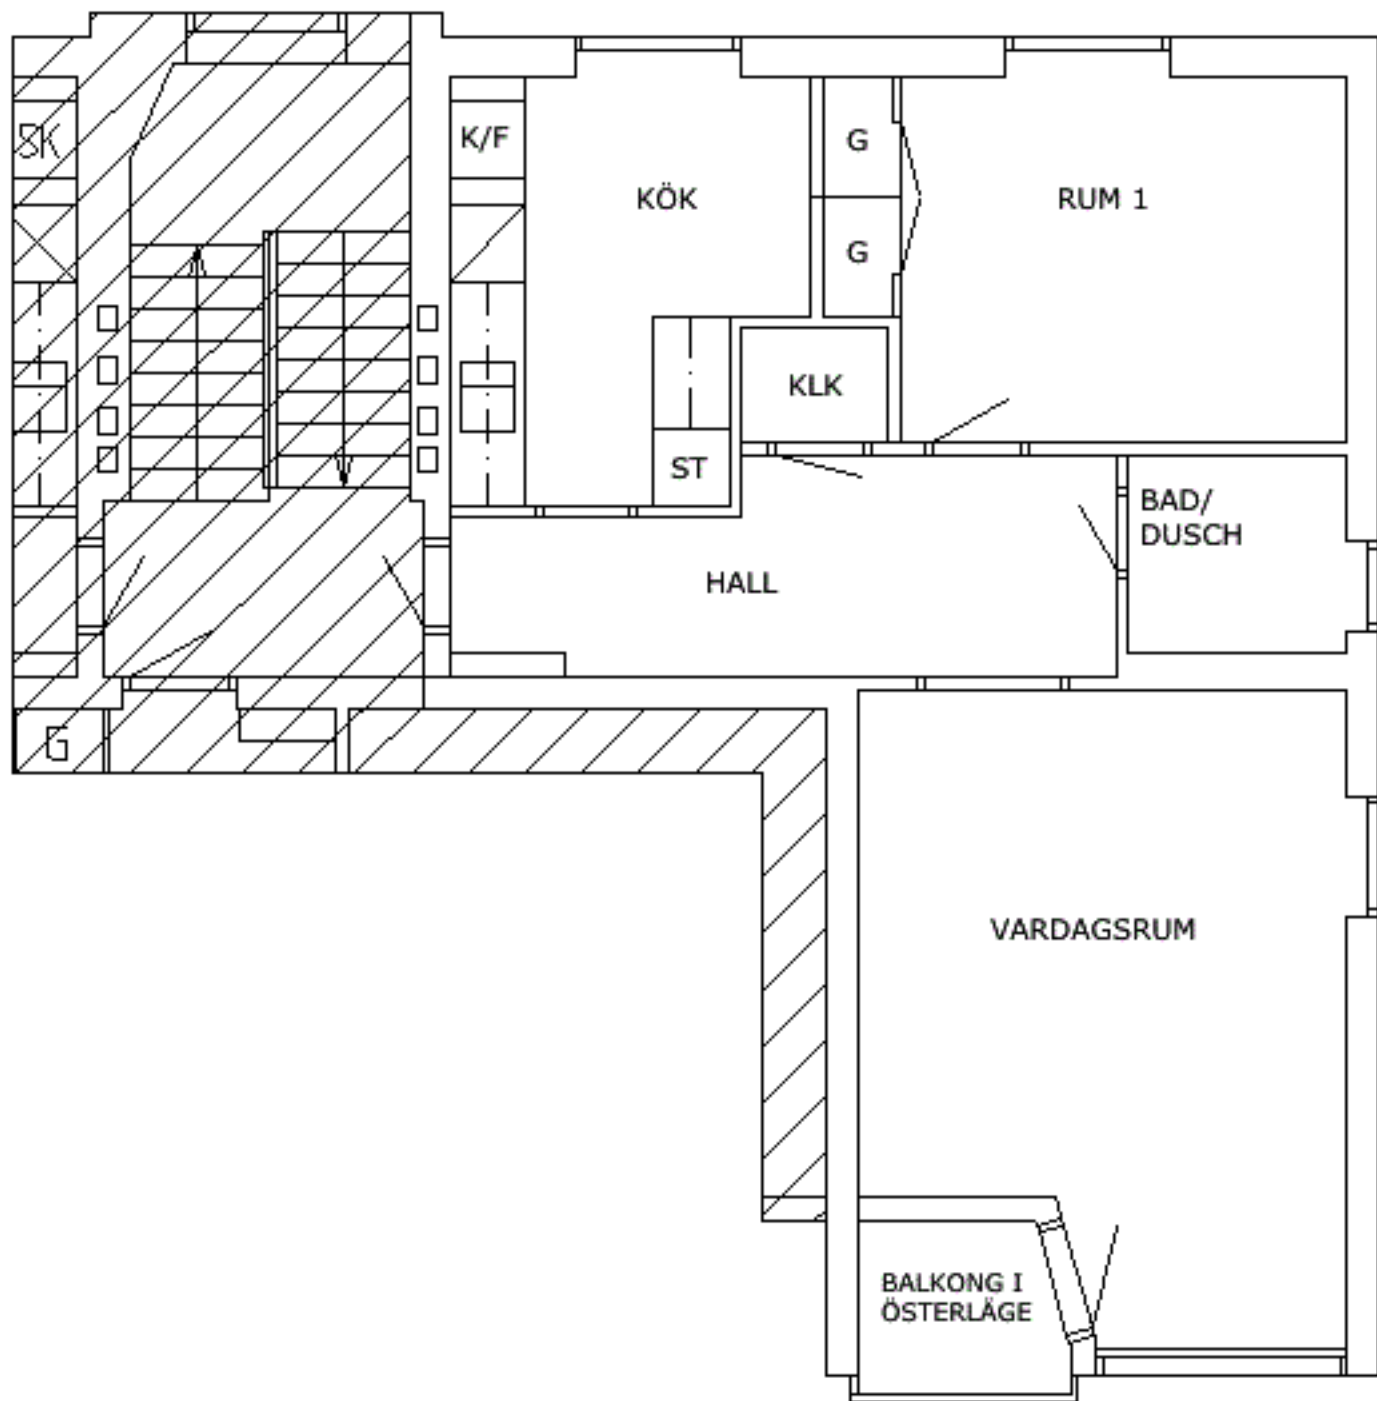 SK
K/F
KÖK
G
RUM 1
G
KLK
ST
BAD/
DUSCH
HALL
G
VARDAGSRUM
BALKONG I
ÖSTERLÄGE